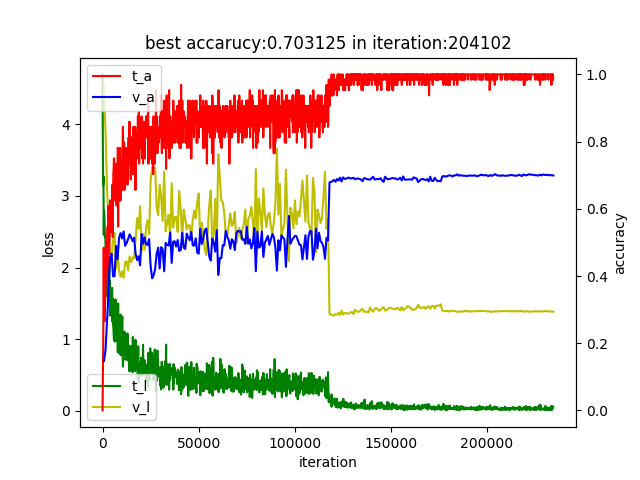 best accarucy:0.703125 in iteration:204102
t_a
v_a
t_l
v_l
loss
4
3
2
1
0
1.0
0.8
0.6
0.4
0.2
0.0
accuracy
0
50000
100000
150000
200000
iteration